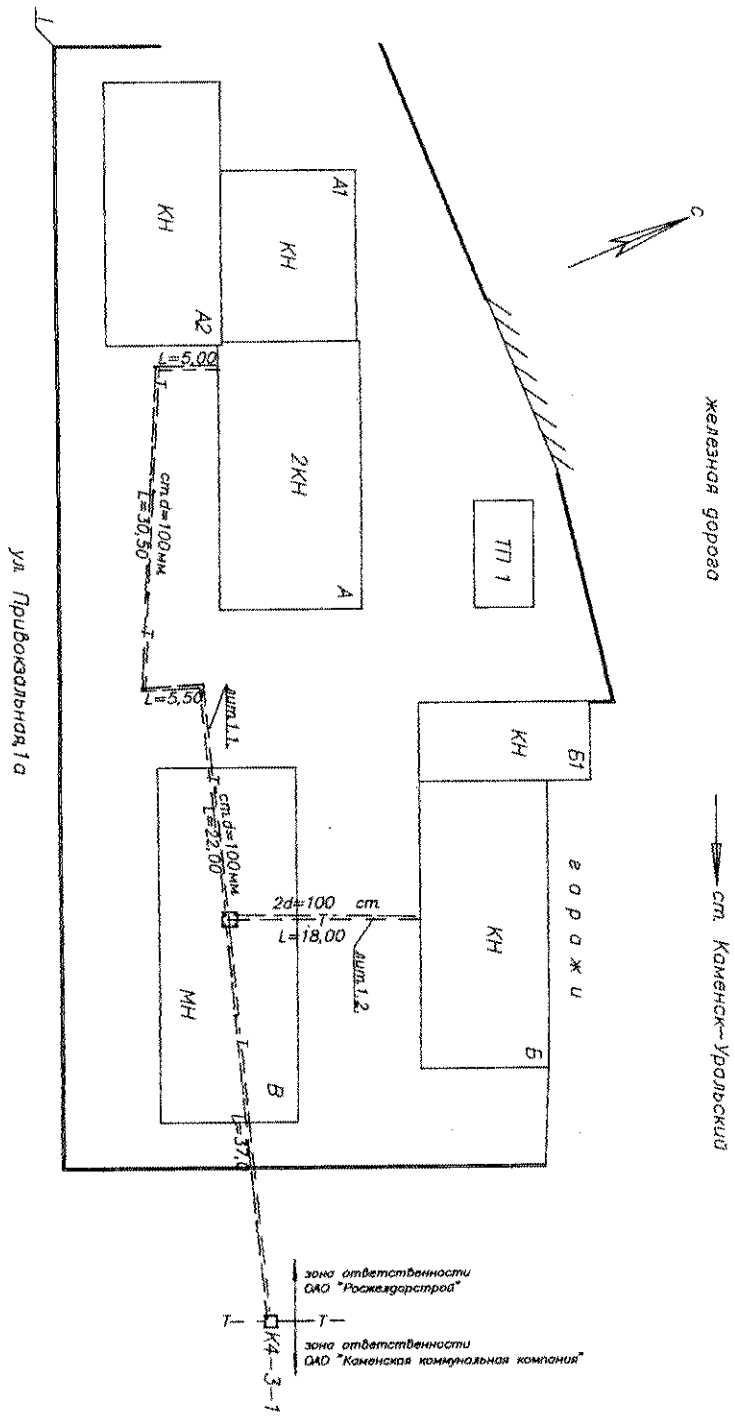 С
железная дорога
ст. Каменск-Уральский
гаражи
ул. Привокзальная,1а
А1
КН
КН
А2
2КН
А
ТП 1
Б1
КН
КН
Б
МН
В
L=5,00
Т
ст.d=100мм
L=30,50
Т
L=5,50
лит.1.1.
Т
ст.d=100мм
L=22,00
2d=100 ст.
Т
L=18,00
лит.1.2.
L=37,0
зона ответственности
ОАО "Росжелдорстрой"
Т
Т
К4-3-1
зона ответственности
ОАО "Каменская коммунальная компания"